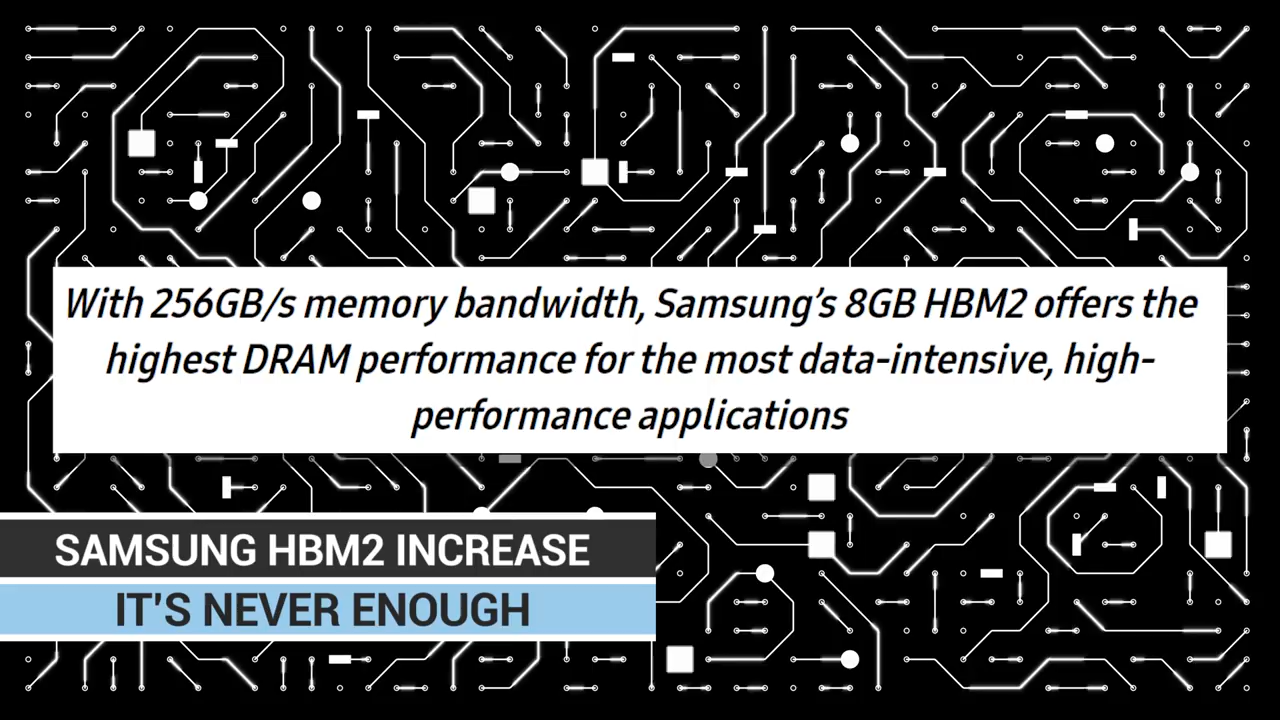 With 256GB/s memory bandwidth, Samsung’s 8GB HBM2 offers the
highest DRAM performance for the most data-intensive, high-
performance applications
SAMSUNG HBM2 INCREASE
IT'S NEVER ENOUGH